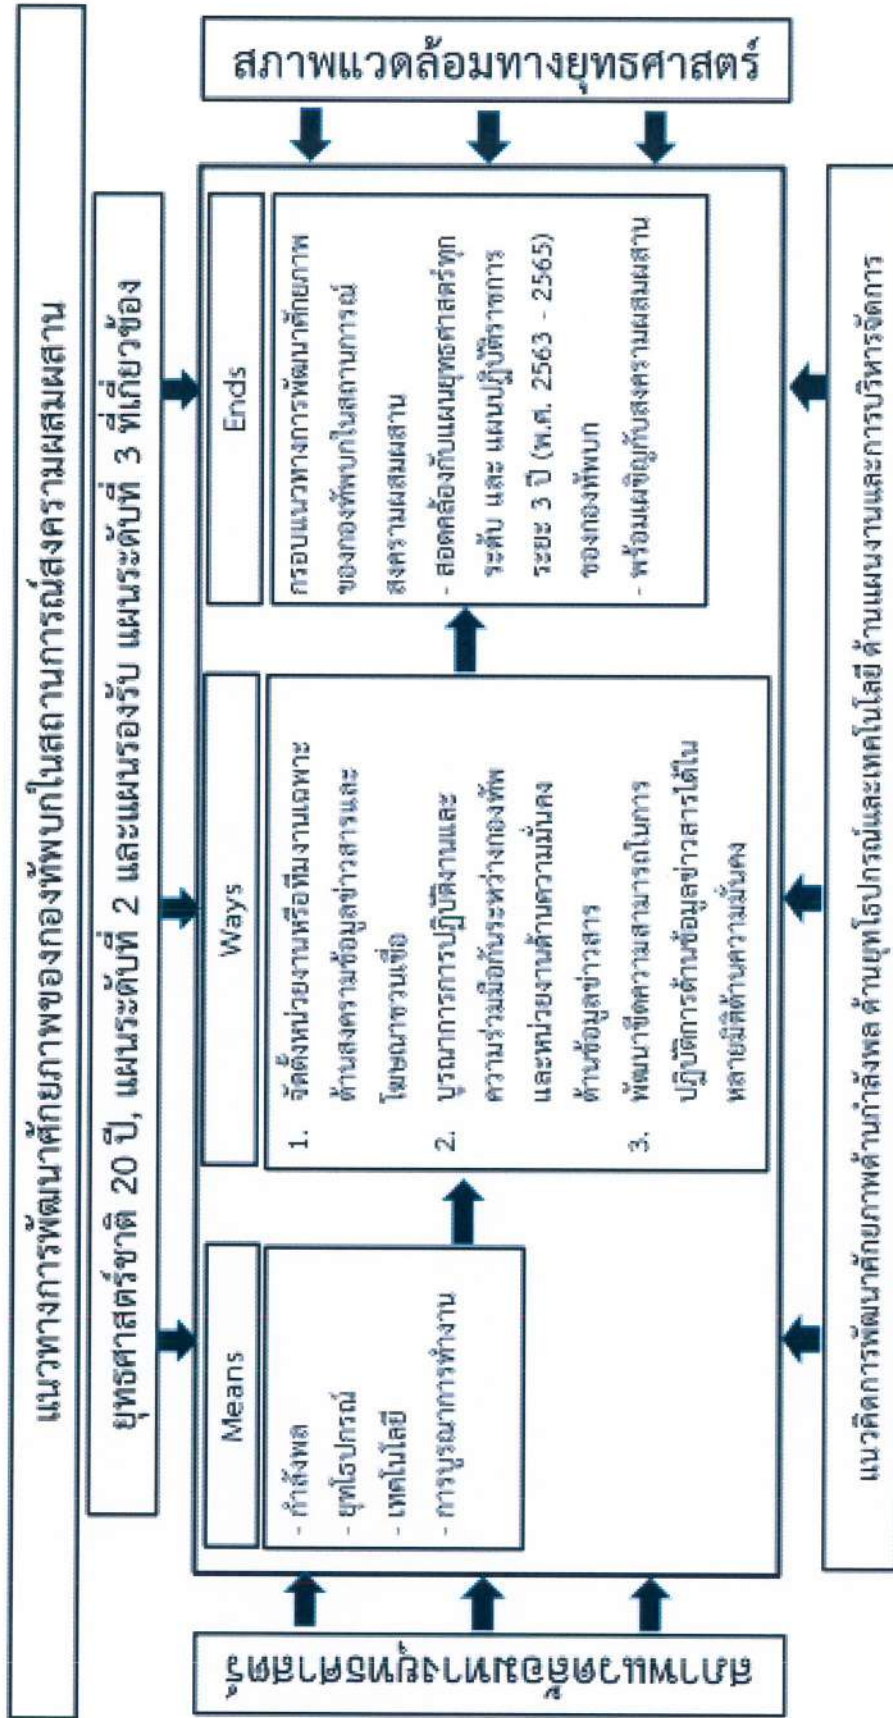 แนวทางการพัฒนาศักยภาพของกองทัพบกในสถานการณ์สงครามผสมผสาน
ยุทธศาสตร์ชาติ 20 ปี, แผนระดับที่ 2 และแผนรองรับ แผนระดับที่ 3 ที่เกี่ยวข้อง
สภาพแวดล้อมทางยุทธศาสตร์
Means
- กำลังพล
- ยุทโธปกรณ์
- เทคโนโลยี
- การบูรณาการทำงาน
Ways
1. จัดตั้งหน่วยงานหรือทีมงานเฉพาะ
ด้านสงครามข้อมูลข่าวสารและ
โฆษณาชวนเชื่อ
2. บูรณาการการปฏิบัติงานและ
ความร่วมมือกันระหว่างกองทัพ
และหน่วยงานด้านความมั่นคง
ด้านข้อมูลข่าวสาร
3. พัฒนาขีดความสามารถในการ
ปฏิบัติการด้านข้อมูลข่าวสารได้ใน
หลายมิติด้านความมั่นคง
Ends
กรอบแนวทางการพัฒนาศักยภาพ
ของกองทัพบกในสถานการณ์
สงครามผสมผสาน
- สอดคล้องกับแผนยุทธศาสตร์ทุก
ระดับ และ แผนปฏิบัติราชการ
ระยะ 3 ปี (พ.ศ. 2563 - 2565)
ของกองทัพบก
- พร้อมเผชิญกับสงครามผสมผสาน
สภาพแวดล้อมทางยุทธศาสตร์
แนวคิดการพัฒนาศักยภาพด้านกำลังพล ด้านยุทโธปกรณ์และเทคโนโลยี ด้านแผนงานและการบริหารจัดการ